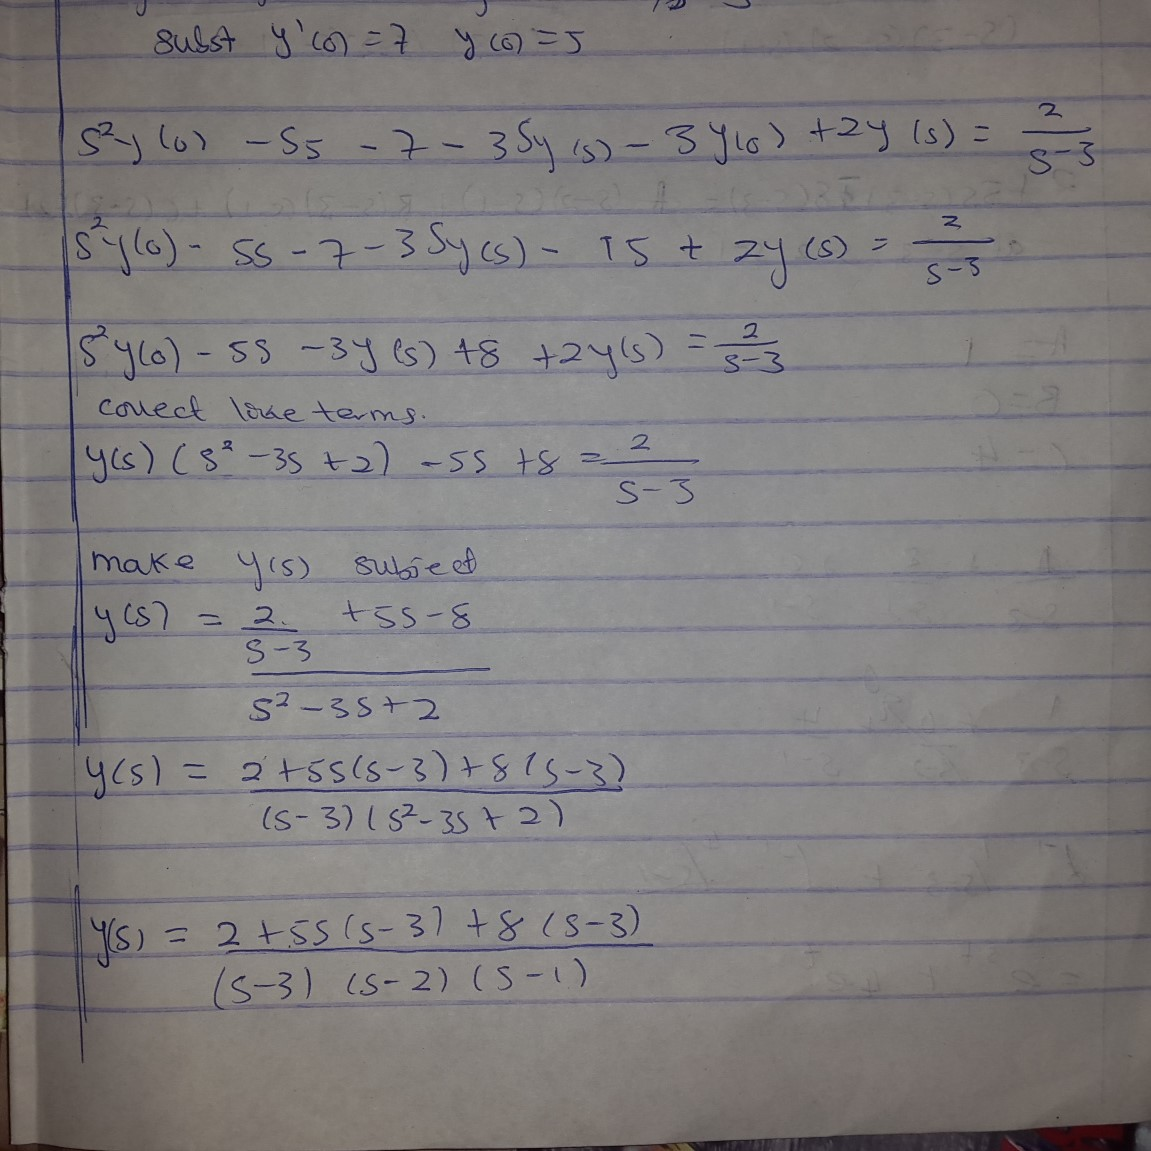 subst y'(0) = 7 y(0) = 5
s²y(0) - S5 - 7 - 3Sy(s) - 3y(0) + 2y(s) = 2/(s-3)
s²y(0) - 5s - 7 - 3Sy(s) - 15 + 2y(s) = 2/(s-3)
s²y(0) - 5s - 3y(s) + 8 + 2y(s) = 2/(s-3)
collect like terms.
y(s) (s² - 3s + 2) - 5s + 8 = 2/(s-3)
make y(s) subject
y(s) = (2/(s-3) + 5s - 8)/(s² - 3s + 2)
y(s) = (2 + 5s(s-3) + 8(s-3))/((s-3)(s² - 3s + 2))
y(s) = (2 + 5s(s-3) + 8(s-3))/((s-3) (s-2) (s-1))